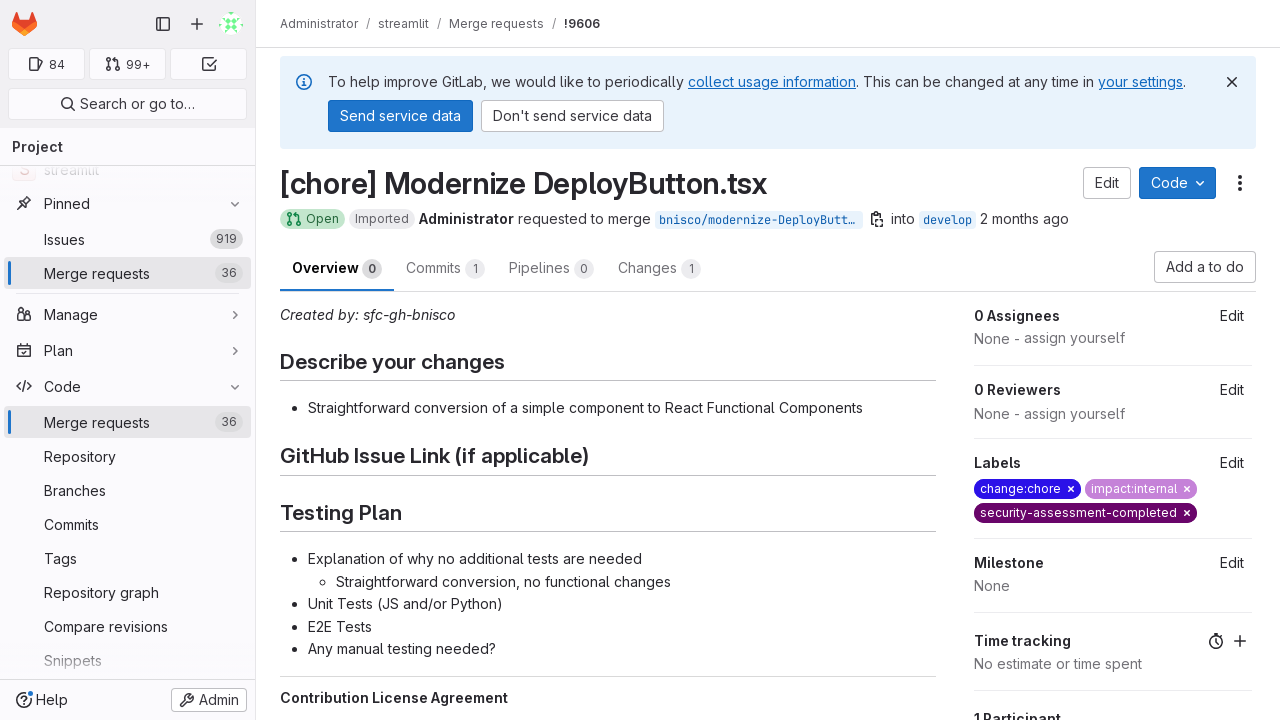 Administrator / streamlit / Merge requests / !9606
84
99+
Search or go to…
Project
streamlit
Pinned
Issues 919
Merge requests 36
Manage
Plan
Code
Merge requests 36
Repository
Branches
Commits
Tags
Repository graph
Compare revisions
Snippets
Help
Admin
To help improve GitLab, we would like to periodically collect usage information. This can be changed at any time in your settings.
Send service data
Don't send service data
[chore] Modernize DeployButton.tsx
Edit
Code
Open Imported Administrator requested to merge bnisco/modernize-DeployButt… into develop 2 months ago
Overview 0 Commits 1 Pipelines 0 Changes 1
Add a to do
Created by: sfc-gh-bnisco
Describe your changes
Straightforward conversion of a simple component to React Functional Components
GitHub Issue Link (if applicable)
Testing Plan
Explanation of why no additional tests are needed
Straightforward conversion, no functional changes
Unit Tests (JS and/or Python)
E2E Tests
Any manual testing needed?
Contribution License Agreement
0 Assignees Edit
None - assign yourself
0 Reviewers Edit
None - assign yourself
Labels Edit
change:chore × impact:internal ×
security-assessment-completed ×
Milestone Edit
None
Time tracking
No estimate or time spent
1 Participant